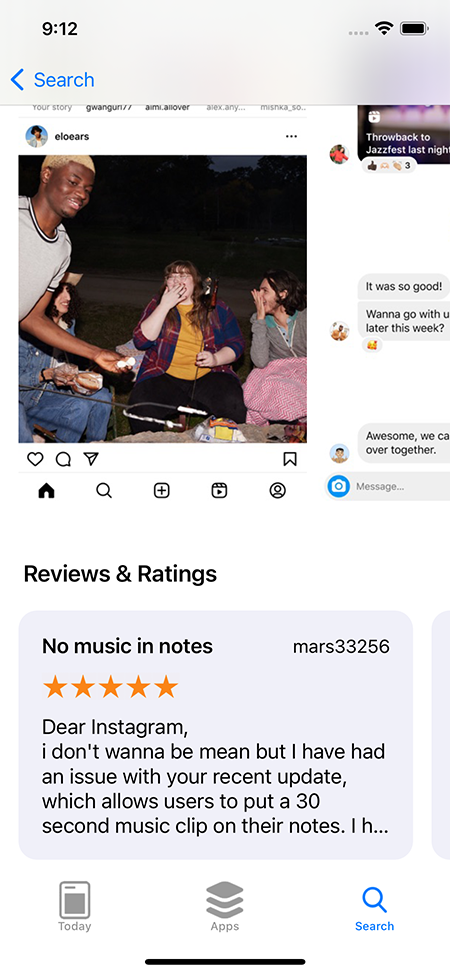 9:12
Search
Your story gwangurl77 aimi.allover alex.any... mishka_so..
eloears
Throwback to
Jazzfest last night
3
It was so good!
Wanna go with u
later this week?
Awesome, we ca
over together.
Message...
Reviews & Ratings
No music in notes mars33256
Dear Instagram,
i don't wanna be mean but I have had
an issue with your recent update,
which allows users to put a 30
second music clip on their notes. I h...
Today Apps Search